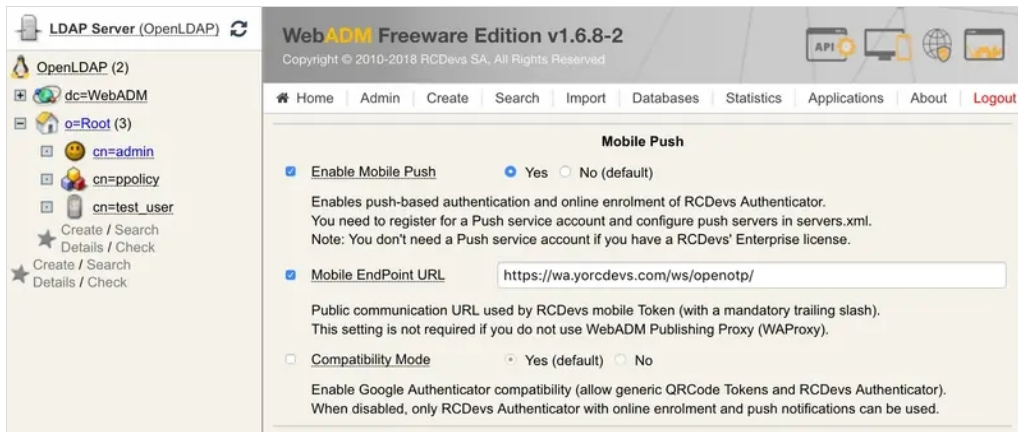 LDAP Server (OpenLDAP)
OpenLDAP (2)
dc=WebADM
o=Root (3)
cn=admin
cn=ppolicy
cn=test_user
Create / Search
Details / Check
Create / Search
Details / Check
WebADM Freeware Edition v1.6.8-2
Copyright © 2010-2018 RCDevs SA, All Rights Reserved
API
Home Admin Create Search Import Databases Statistics Applications About Logout
Mobile Push
Enable Mobile Push Yes No (default)
Enables push-based authentication and online enrolment of RCDevs Authenticator.
You need to register for a Push service account and configure push servers in servers.xml.
Note: You don't need a Push service account if you have a RCDevs' Enterprise license.
Mobile EndPoint URL https://wa.yorcdevs.com/ws/openotp/
Public communication URL used by RCDevs mobile Token (with a mandatory trailing slash).
This setting is not required if you do not use WebADM Publishing Proxy (WAProxy).
Compatibility Mode Yes (default) No
Enable Google Authenticator compatibility (allow generic QRCode Tokens and RCDevs Authenticator).
When disabled, only RCDevs Authenticator with online enrolment and push notifications can be used.